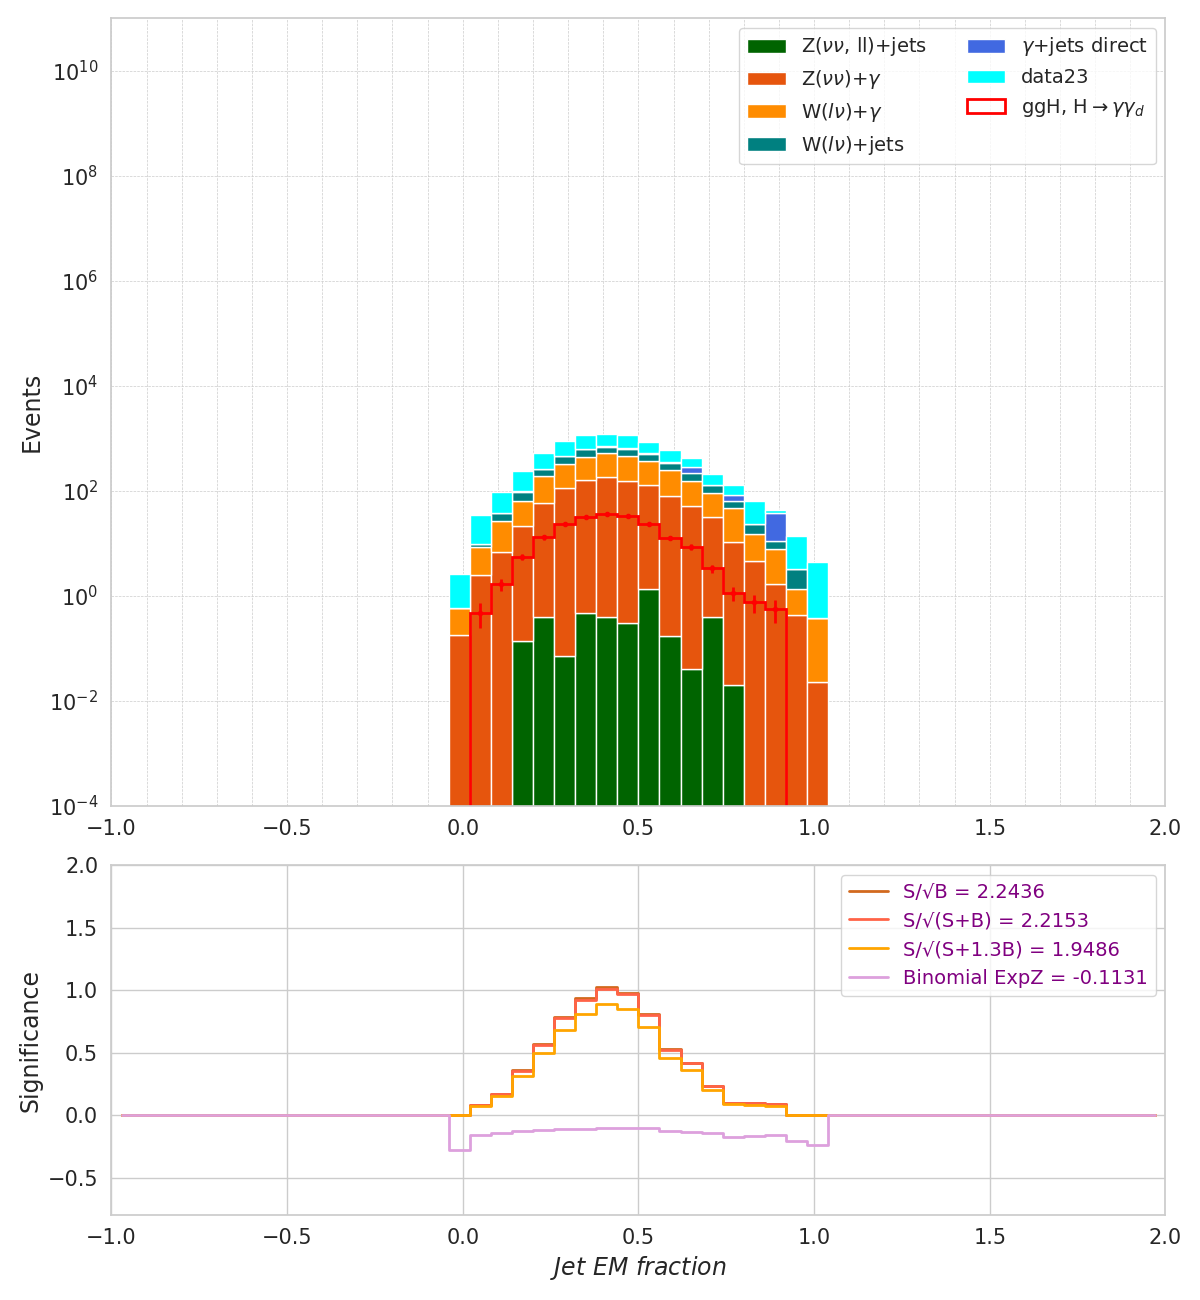 Z(νν, ll)+jets
Z(νν)+γ
W(lν)+γ
W(lν)+jets
γ+jets direct
data23
ggH, H→γγ_d
10^10
10^8
10^6
10^4
10^2
10^0
10^−2
10^−4
Events
−1.0 −0.5 0.0 0.5 1.0 1.5 2.0
S/√B = 2.2436
S/√(S+B) = 2.2153
S/√(S+1.3B) = 1.9486
Binomial ExpZ = -0.1131
2.0
1.5
1.0
0.5
0.0
−0.5
Significance
−1.0 −0.5 0.0 0.5 1.0 1.5 2.0
Jet EM fraction